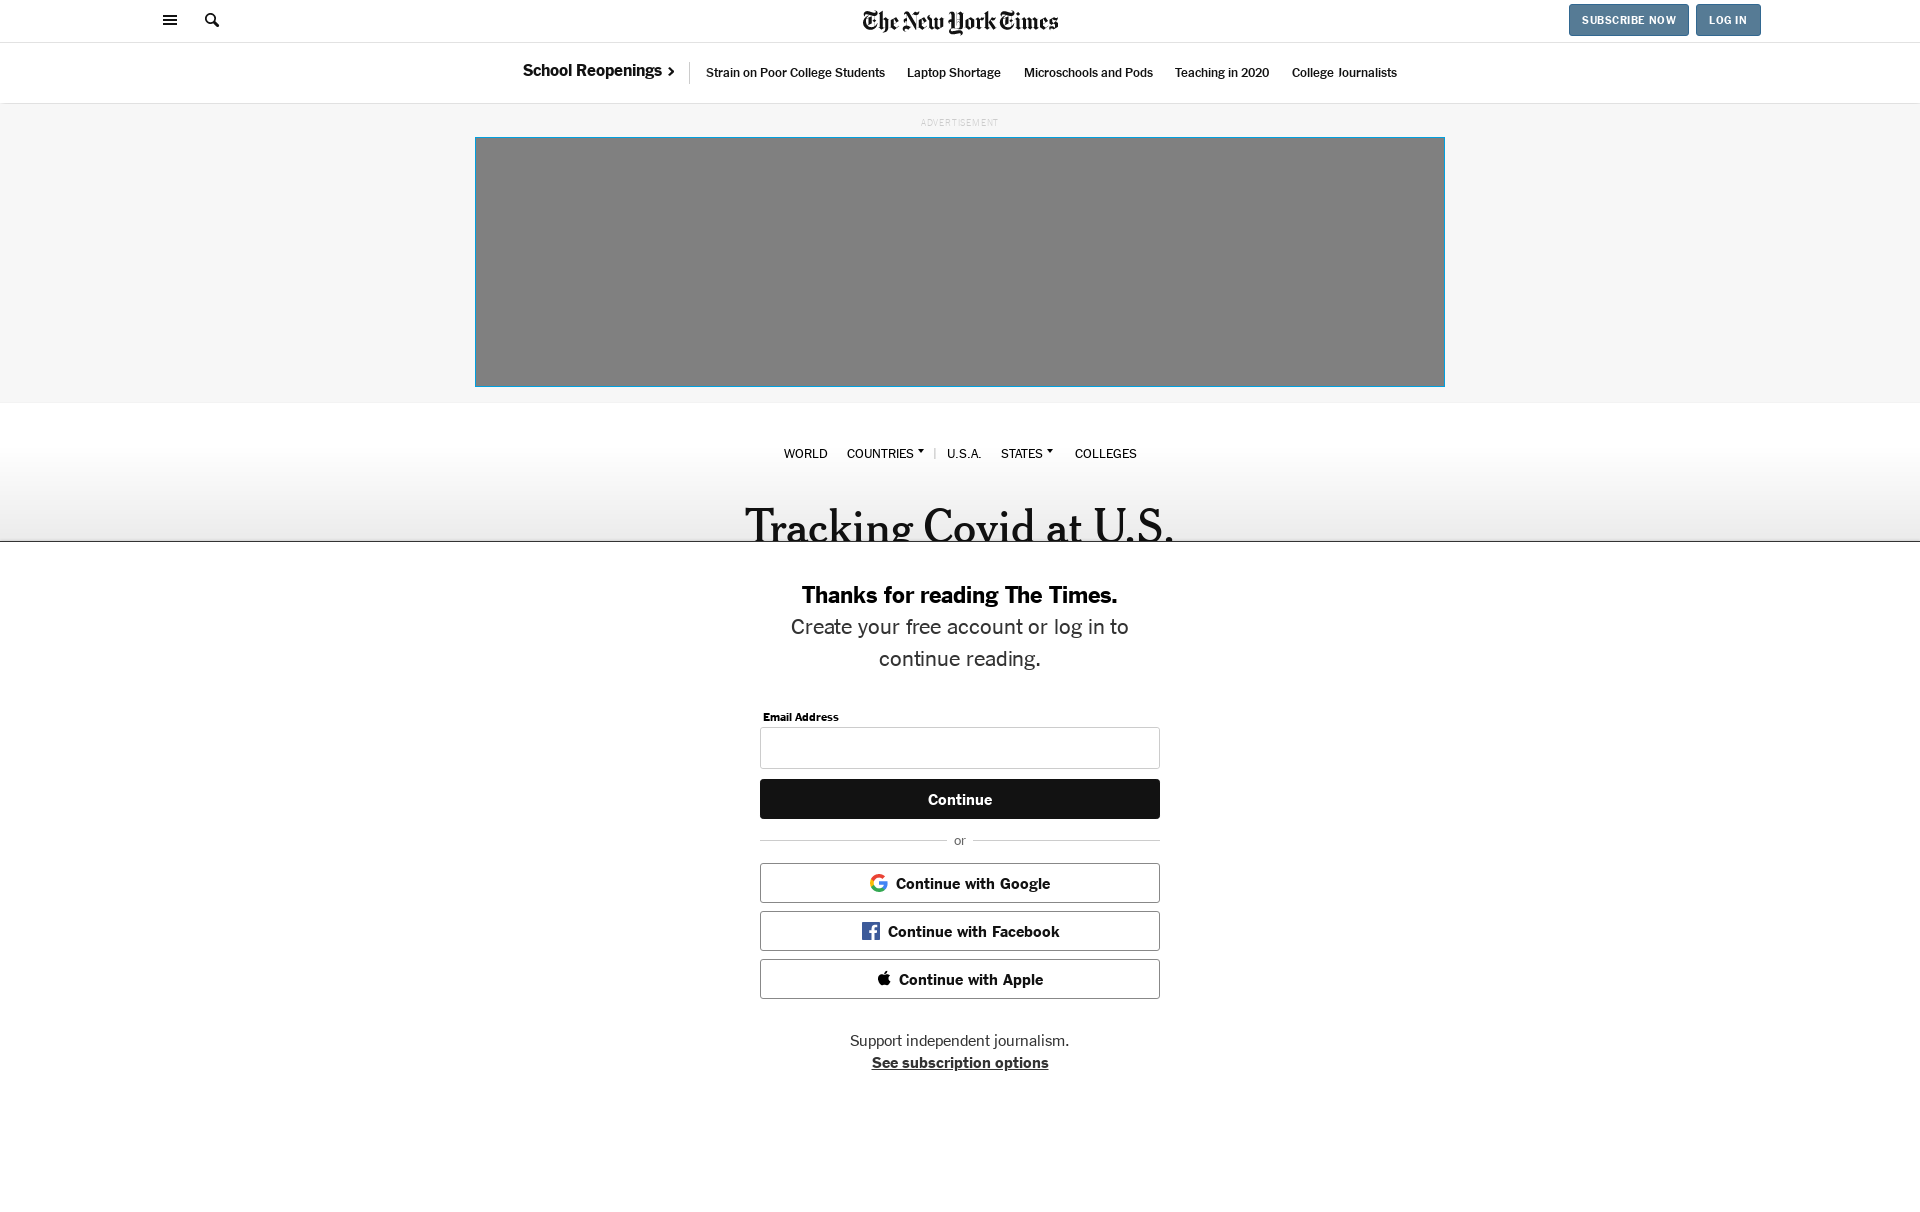 The New York Times
SUBSCRIBE NOW
LOG IN
School Reopenings
Strain on Poor College Students
Laptop Shortage
Microschools and Pods
Teaching in 2020
College Journalists
ADVERTISEMENT
WORLD
COUNTRIES
U.S.A.
STATES
COLLEGES
Tracking Covid at U.S.
Thanks for reading The Times.
Create your free account or log in to
continue reading.
Email Address
Continue
or
Continue with Google
Continue with Facebook
Continue with Apple
Support independent journalism.
See subscription options